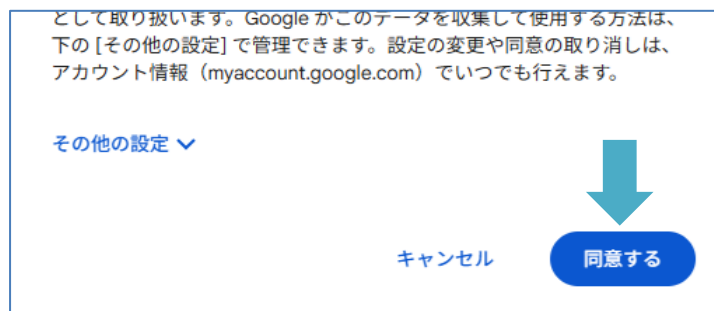 として取り扱います。Google がこのデータを収集して使用する方法は、
下の [その他の設定] で管理できます。設定の変更や同意の取り消しは、
アカウント情報（myaccount.google.com）でいつでも行えます。
その他の設定
キャンセル
同意する